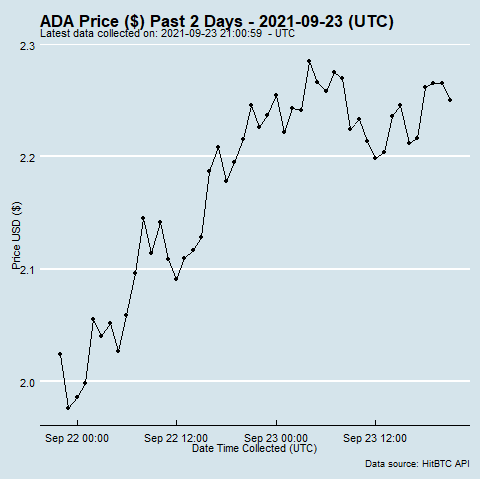 ADA Price ($) Past 2 Days - 2021-09-23 (UTC)
Latest data collected on: 2021-09-23 21:00:59  - UTC
2.3
2.2
2.1
2.0
Price USD ($)
Sep 22 00:00 Sep 22 12:00 Sep 23 00:00 Sep 23 12:00
Date Time Collected (UTC)
Data source: HitBTC API